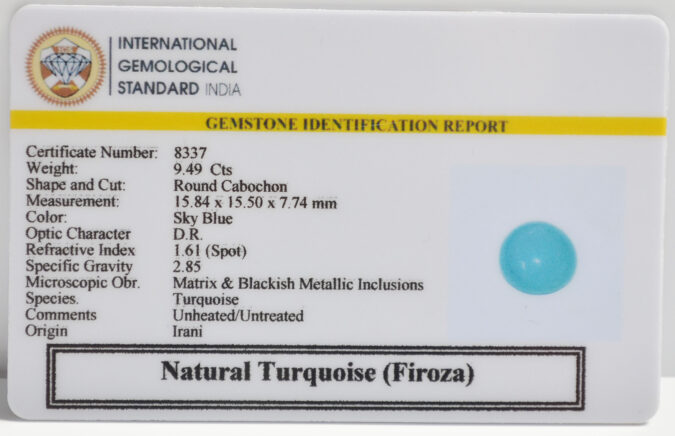 IGS
INTERNATIONAL
GEMOLOGICAL
STANDARD INDIA
GEMSTONE IDENTIFICATION REPORT
Certificate Number: 8337
Weight: 9.49 Cts
Shape and Cut: Round Cabochon
Measurement: 15.84 x 15.50 x 7.74 mm
Color: Sky Blue
Optic Character D.R.
Refractive Index 1.61 (Spot)
Specific Gravity 2.85
Microscopic Obr. Matrix & Blackish Metallic Inclusions
Species. Turquoise
Comments Unheated/Untreated
Origin Irani
Natural Turquoise (Firoza)